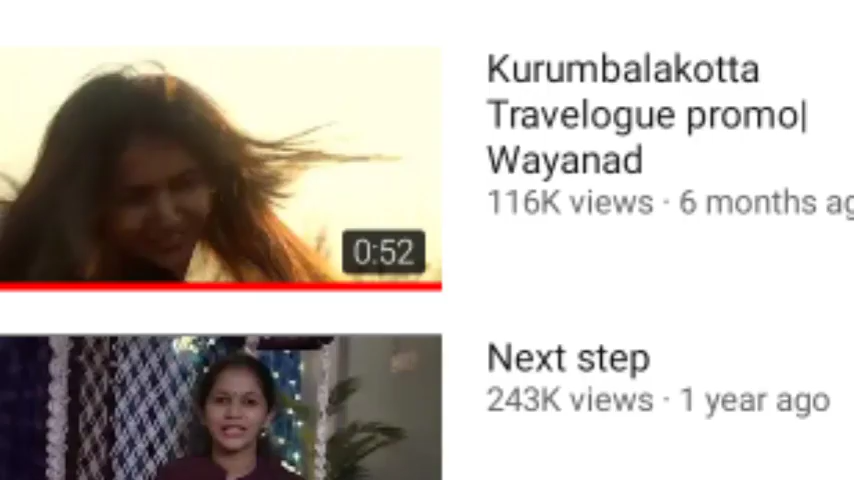 Kurumbalakotta
Travelogue promo|
Wayanad
116K views · 6 months ag
0:52
Next step
243K views · 1 year ago